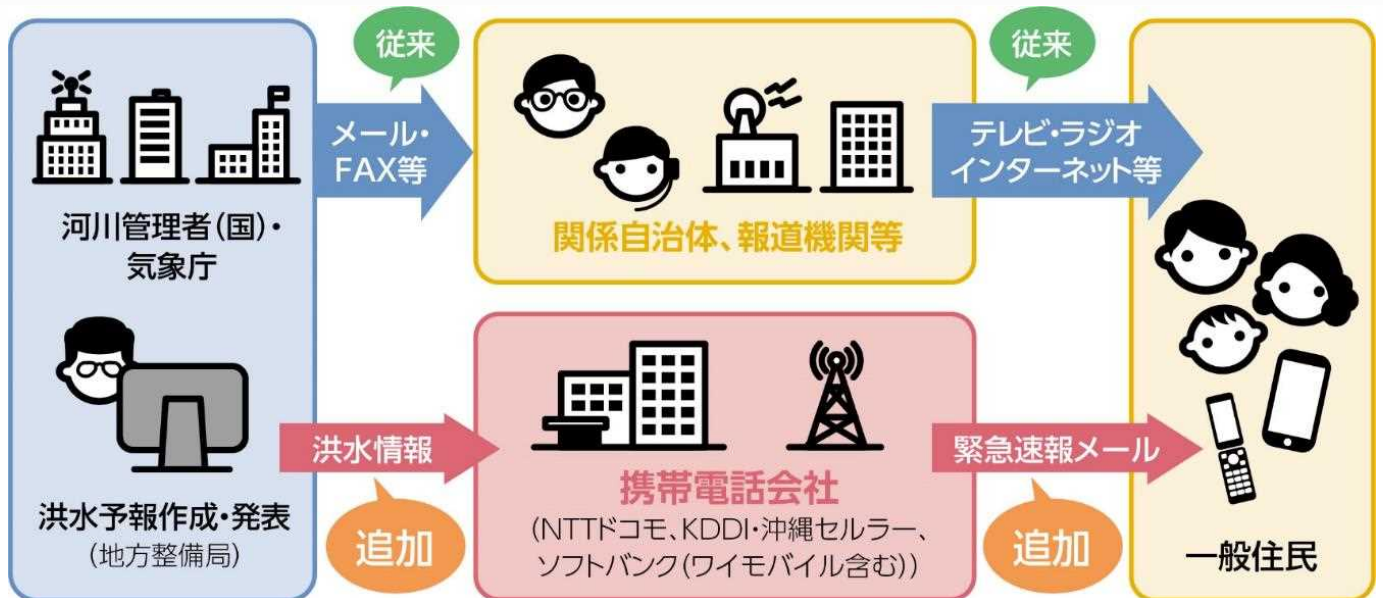 従来
従来
メール・
FAX等
テレビ・ラジオ
インターネット等
河川管理者(国)・
気象庁
関係自治体、報道機関等
洪水情報
緊急速報メール
洪水予報作成・発表
(地方整備局)
追加
携帯電話会社
(NTTドコモ、KDDI・沖縄セルラー、
ソフトバンク(ワイモバイル含む))
追加
一般住民